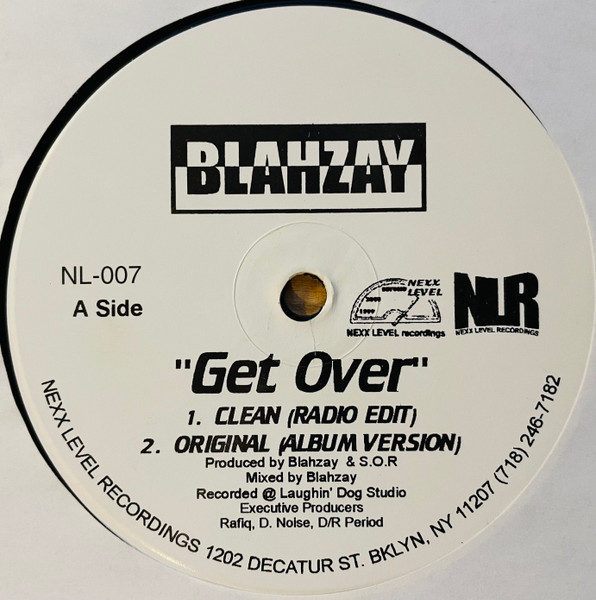 BLAHZAY
NL-007
A Side
NEXX
LEVEL
1999
NEXX LEVEL recordings
NLR
NEXX LEVEL RECORDINGS
"Get Over"
1. CLEAN (RADIO EDIT)
2. ORIGINAL (ALBUM VERSION)
Produced by Blahzay & S.O.R
Mixed by Blahzay
Recorded @ Laughin' Dog Studio
Executive Producers
Rafiq, D. Noise, D/R Period
NEXX LEVEL RECORDINGS 1202 DECATUR ST. BKLYN, NY 11207 (718) 246-7182